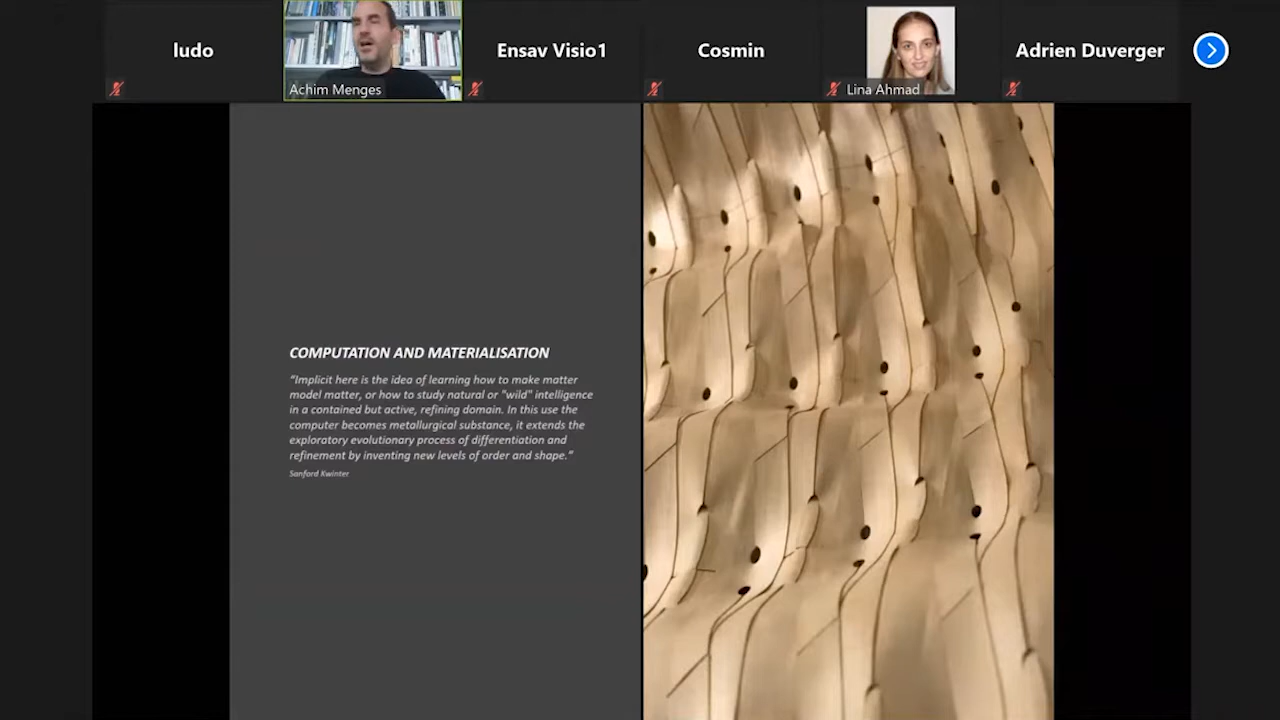 ludo
Achim Menges
Ensav Visio1
Cosmin
Lina Ahmad
Adrien Duverger
COMPUTATION AND MATERIALISATION
“Implicit here is the idea of learning how to make matter
model matter, or how to study natural or "wild" intelligence
in a contained but active, refining domain. In this use the
computer becomes metallurgical substance, it extends the
exploratory evolutionary process of differentiation and
refinement by inventing new levels of order and shape.“
Sanford Kwinter